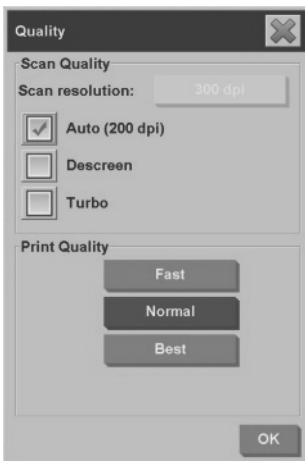 Quality
Scan Quality
Scan resolution: 300 dpi
Auto (200 dpi)
Descreen
Turbo
Print Quality
Fast
Normal
Best
OK